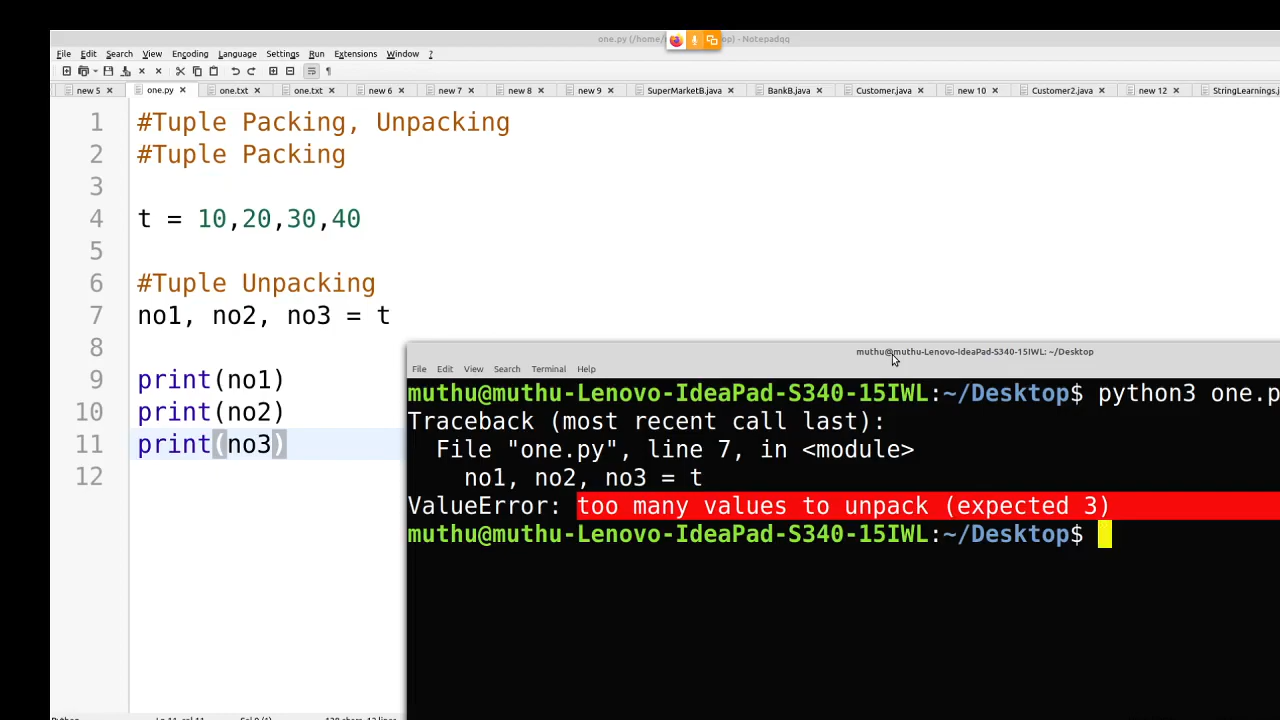 one.py (/home/ op) - Notepadqq
File Edit Search View Encoding Language Settings Run Extensions Window ?
new 5 one.py one.txt one.txt new 6 new 7 new 8 new 9 SuperMarketB.java BankB.java Customer.java new 10 Customer2.java new 12 StringLearnings.j
1 #Tuple Packing, Unpacking
2 #Tuple Packing
3
4 t = 10,20,30,40
5
6 #Tuple Unpacking
7 no1, no2, no3 = t
8
9 print(no1)
10 print(no2)
11 print(no3)
12
muthu@muthu-Lenovo-IdeaPad-S340-15IWL: ~/Desktop
File Edit View Search Terminal Help
muthu@muthu-Lenovo-IdeaPad-S340-15IWL:~/Desktop$ python3 one.p
Traceback (most recent call last):
File "one.py", line 7, in <module>
no1, no2, no3 = t
ValueError: too many values to unpack (expected 3)
muthu@muthu-Lenovo-IdeaPad-S340-15IWL:~/Desktop$